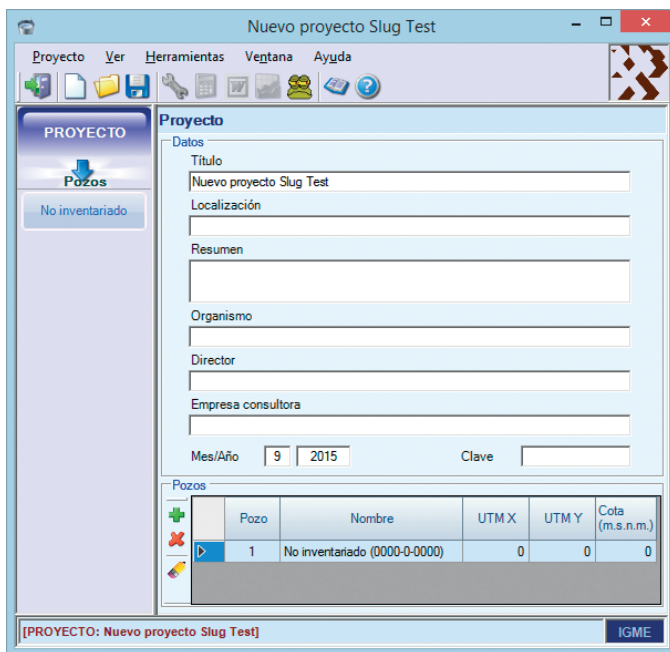 Nuevo proyecto Slug Test
Proyecto Ver Herramientas Ventana Ayuda
PROYECTO
Pozos
No inventariado
Proyecto
Datos
Título
Nuevo proyecto Slug Test
Localización
Resumen
Organismo
Director
Empresa consultora
Mes/Año 9 2015 Clave
Pozos
Pozo Nombre UTM X UTM Y Cota (m.s.n.m.)
1 No inventariado (0000-0-0000) 0 0 0
[PROYECTO: Nuevo proyecto Slug Test] IGME